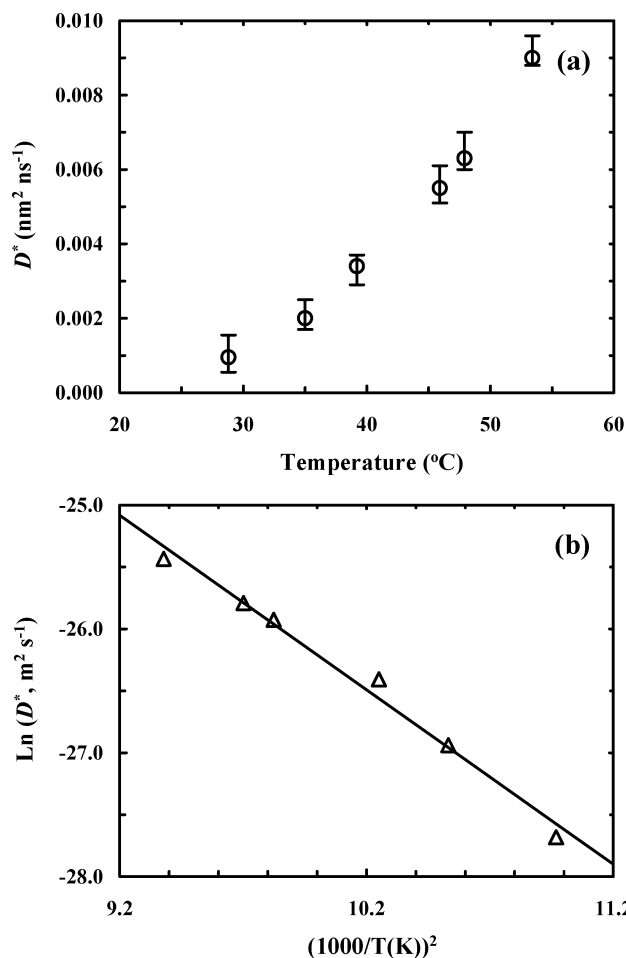 0.010
(a)
0.008
0.006
0.004
0.002
0.000
D* (nm² ns⁻¹)
20 30 40 50 60
Temperature (ºC)
-25.0
(b)
-26.0
-27.0
-28.0
Ln (D*, m² s⁻¹)
9.2 10.2 11.2
(1000/T(K))²